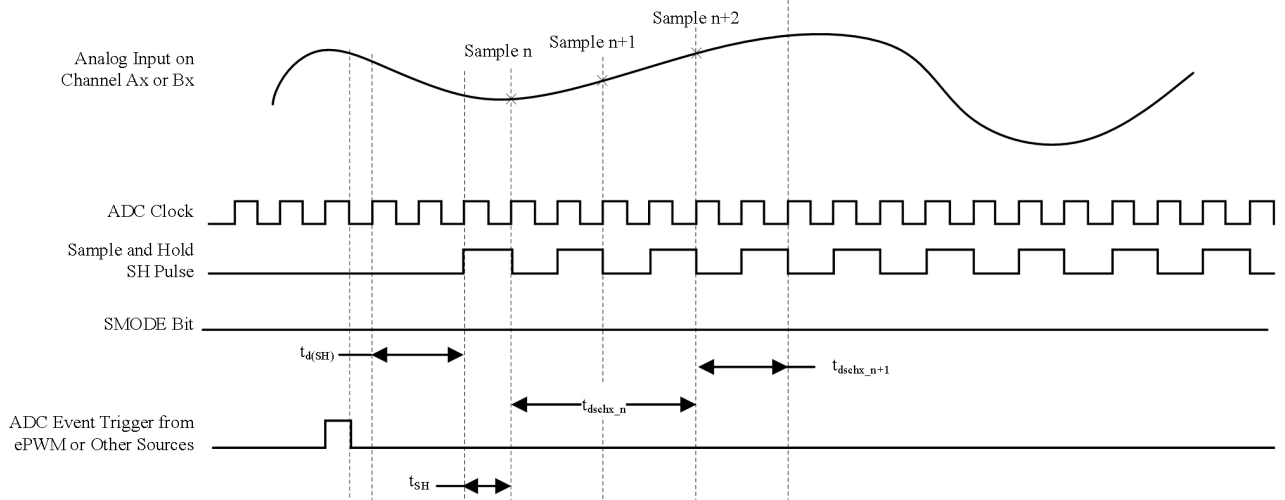 Sample n+2
Sample n+1
Sample n
Analog Input on
Channel Ax or Bx
ADC Clock
Sample and Hold
SH Pulse
SMODE Bit
td(SH)
tdschx_n+1
tdschx_n
ADC Event Trigger from
ePWM or Other Sources
tSH